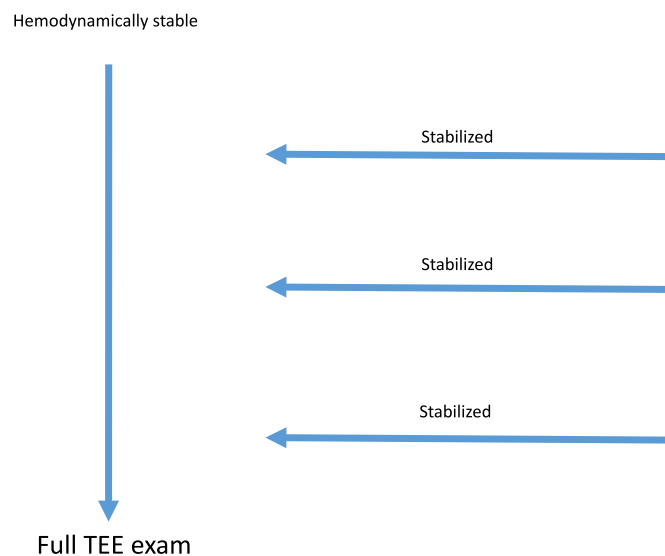 Hemodynamically stable
Stabilized
Stabilized
Stabilized
Full TEE exam